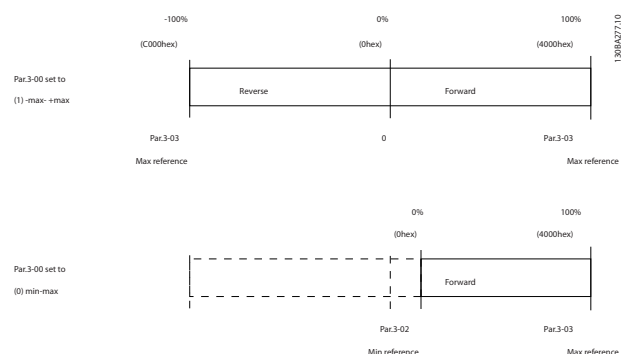 -100% 0% 100%
(C000hex) (0hex) (4000hex)
130BA277.10
Par.3-00 set to
(1) -max- +max
Reverse Forward
Par.3-03 0 Par.3-03
Max reference Max reference
0% 100%
(0hex) (4000hex)
Par.3-00 set to
(0) min-max
Forward
Par.3-02 Par.3-03
Min reference Max reference